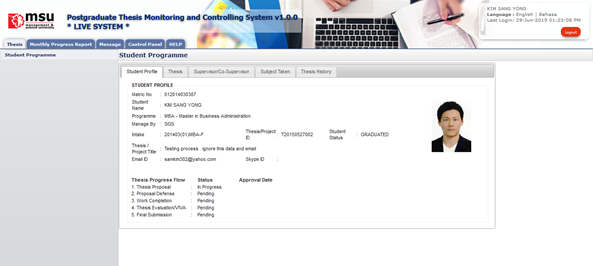 msu
management & science university
Postgraduate Thesis Monitoring and Controlling System v1.0.0
* LIVE SYSTEM *
KIM SANG YONG
Language : English | Bahasa
Last Login: 29-Jun-2015 01:23:08 PM
Logout
Thesis Monthly Progress Report Message Control Panel HELP
Student Programme
Student Programme
Student Profile Thesis Supervisor/Co-Supervisor Subject Taken Thesis History
STUDENT PROFILE
Matric No : 012014030387
Student Name : KIM SANG YONG
Programme : MBA - Master in Business Administration
Manage By : SGS
Intake : 201403(01)MBA-F Thesis/Project ID : T20150527002 Student Status : GRADUATED
Thesis / Project Title : Testing process . ignore this data and email
Email ID : samkim302@yahoo.com Skype ID :
Thesis Progress Flow Status Approval Date
1. Thesis Proposal : In Progress
2. Proposal Defense : Pending
3. Work Completion : Pending
4. Thesis Evaluation/VIVA : Pending
5. Final Submission : Pending